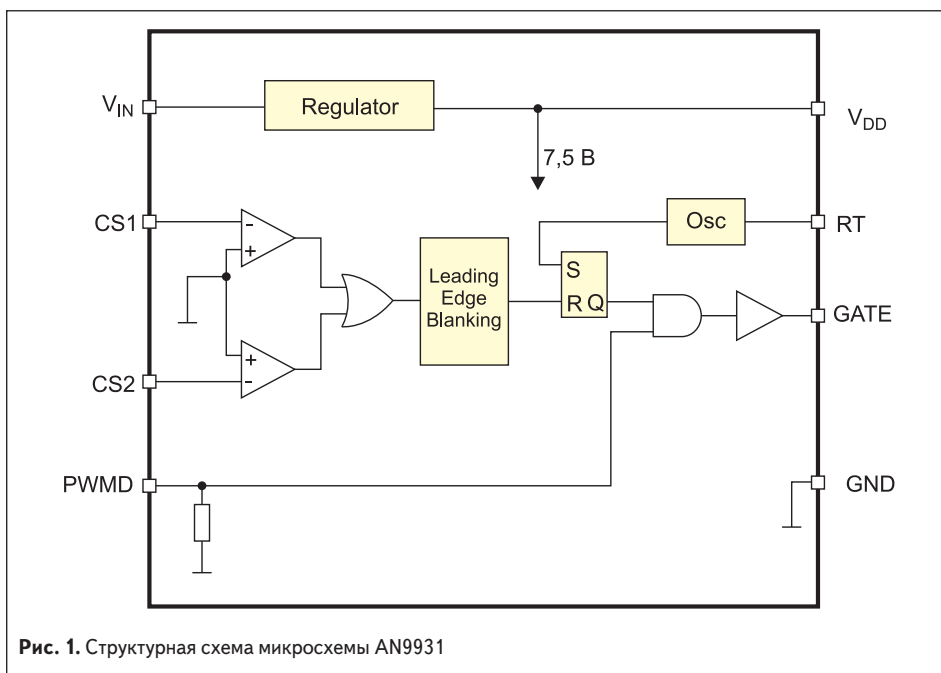 V_IN
Regulator
V_DD
7,5 В
CS1
-
+
Osc
RT
Leading
Edge
Blanking
S
R Q
GATE
CS2
+
-
PWMD
GND
Рис. 1. Структурная схема микросхемы AN9931